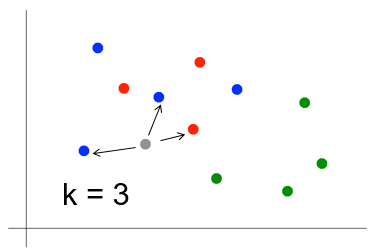 k = 3